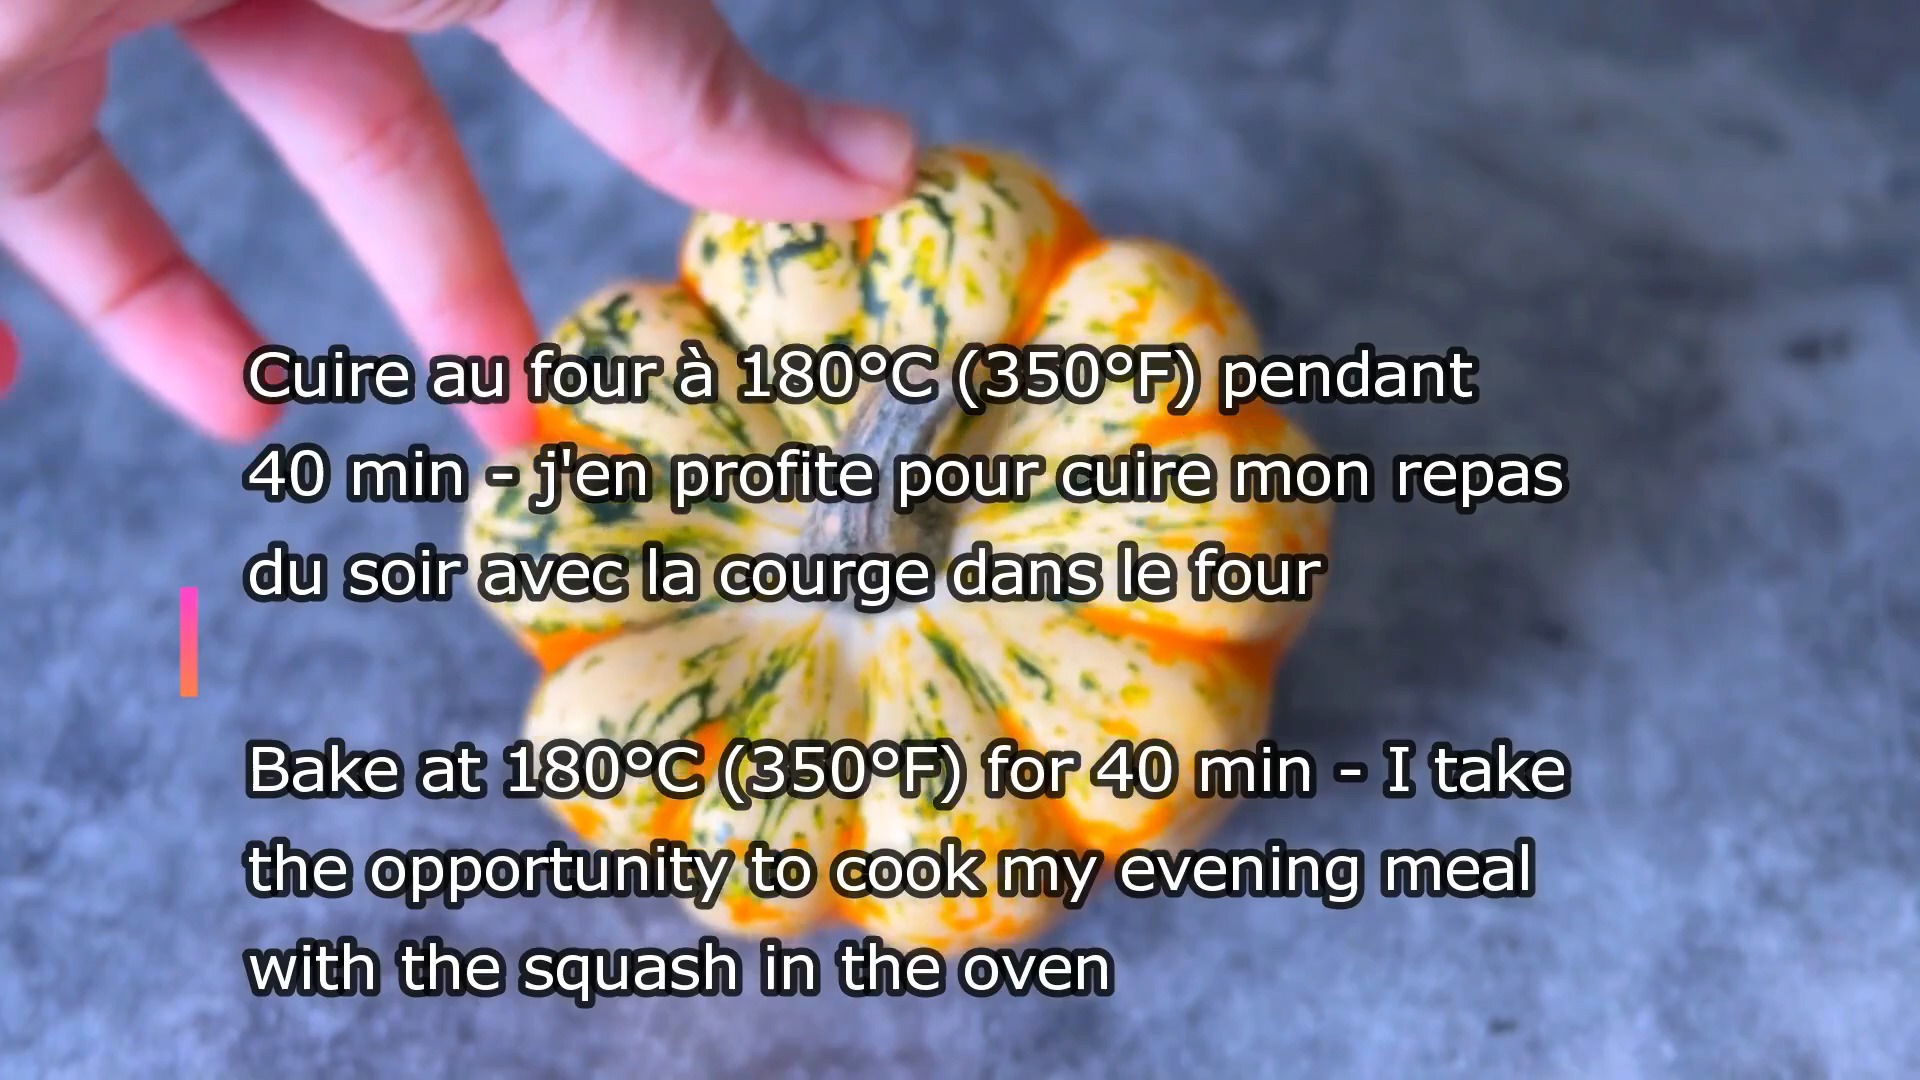 Cuire au four à 180°C (350°F) pendant
40 min - j'en profite pour cuire mon repas
du soir avec la courge dans le four
Bake at 180°C (350°F) for 40 min - I take
the opportunity to cook my evening meal
with the squash in the oven